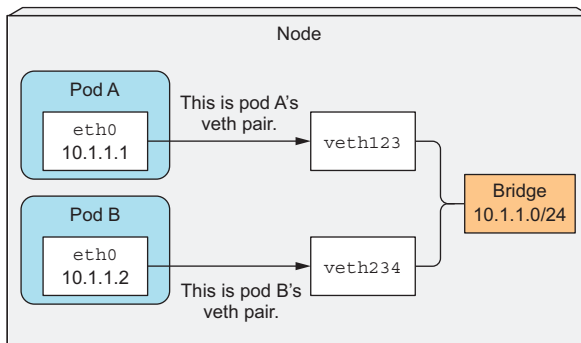 Node
Pod A
eth0
10.1.1.1
This is pod A's
veth pair.
veth123
Bridge
10.1.1.0/24
Pod B
eth0
10.1.1.2
This is pod B's
veth pair.
veth234